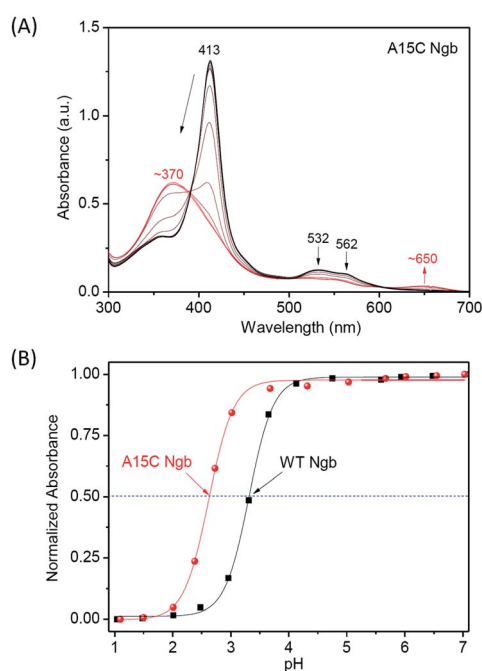 (A)
A15C Ngb
413
~370
532
562
~650
Absorbance (a.u.)
1.5
1.0
0.5
0.0
300 400 500 600 700
Wavelength (nm)
(B)
A15C Ngb
WT Ngb
Normalized Absorbance
1.00
0.75
0.50
0.25
0.00
1 2 3 4 5 6 7
pH